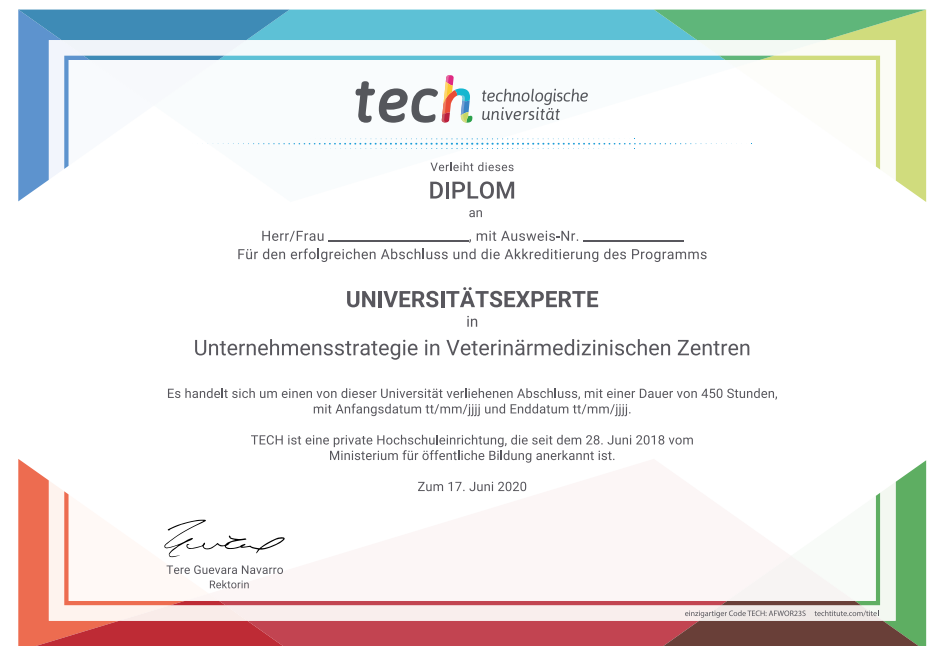 tech technologische
universität
Verleiht dieses
DIPLOM
an
Herr/Frau ____________________, mit Ausweis-Nr. ______________
Für den erfolgreichen Abschluss und die Akkreditierung des Programms
UNIVERSITÄTSEXPERTE
in
Unternehmensstrategie in Veterinärmedizinischen Zentren
Es handelt sich um einen von dieser Universität verliehenen Abschluss, mit einer Dauer von 450 Stunden,
mit Anfangsdatum tt/mm/jjjj und Enddatum tt/mm/jjjj.
TECH ist eine private Hochschuleinrichtung, die seit dem 28. Juni 2018 vom
Ministerium für öffentliche Bildung anerkannt ist.
Zum 17. Juni 2020
Tere Guevara Navarro
Rektorin
einzigartiger Code TECH: AFWOR23S techtitute.com/titel